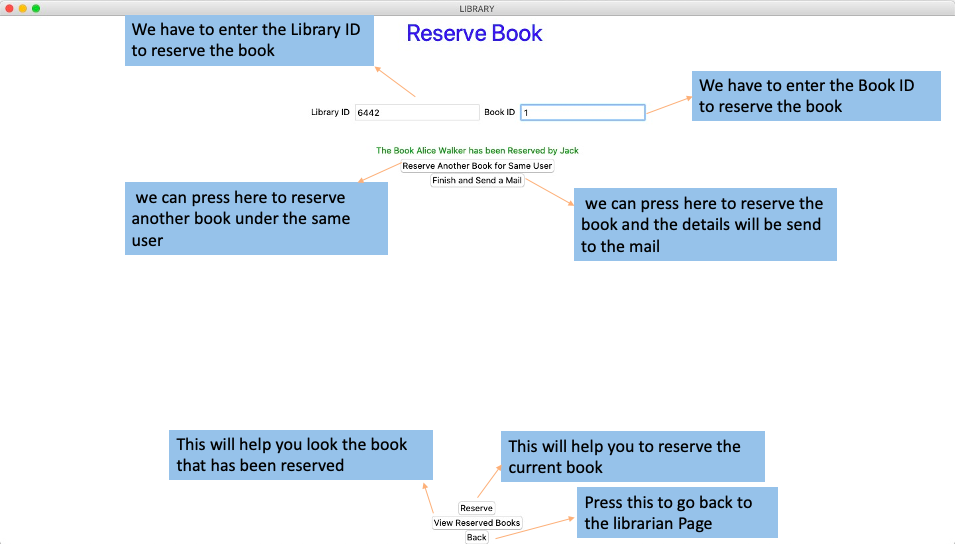 LIBRARY
We have to enter the Library ID
to reserve the book
Reserve Book
We have to enter the Book ID
to reserve the book
Library ID 6442 Book ID 1
The Book Alice Walker has been Reserved by Jack
Reserve Another Book for Same User
Finish and Send a Mail
we can press here to reserve
another book under the same
user
we can press here to reserve the
book and the details will be send
to the mail
This will help you look the book
that has been reserved
This will help you to reserve the
current book
Reserve
View Reserved Books
Back
Press this to go back to
the librarian Page